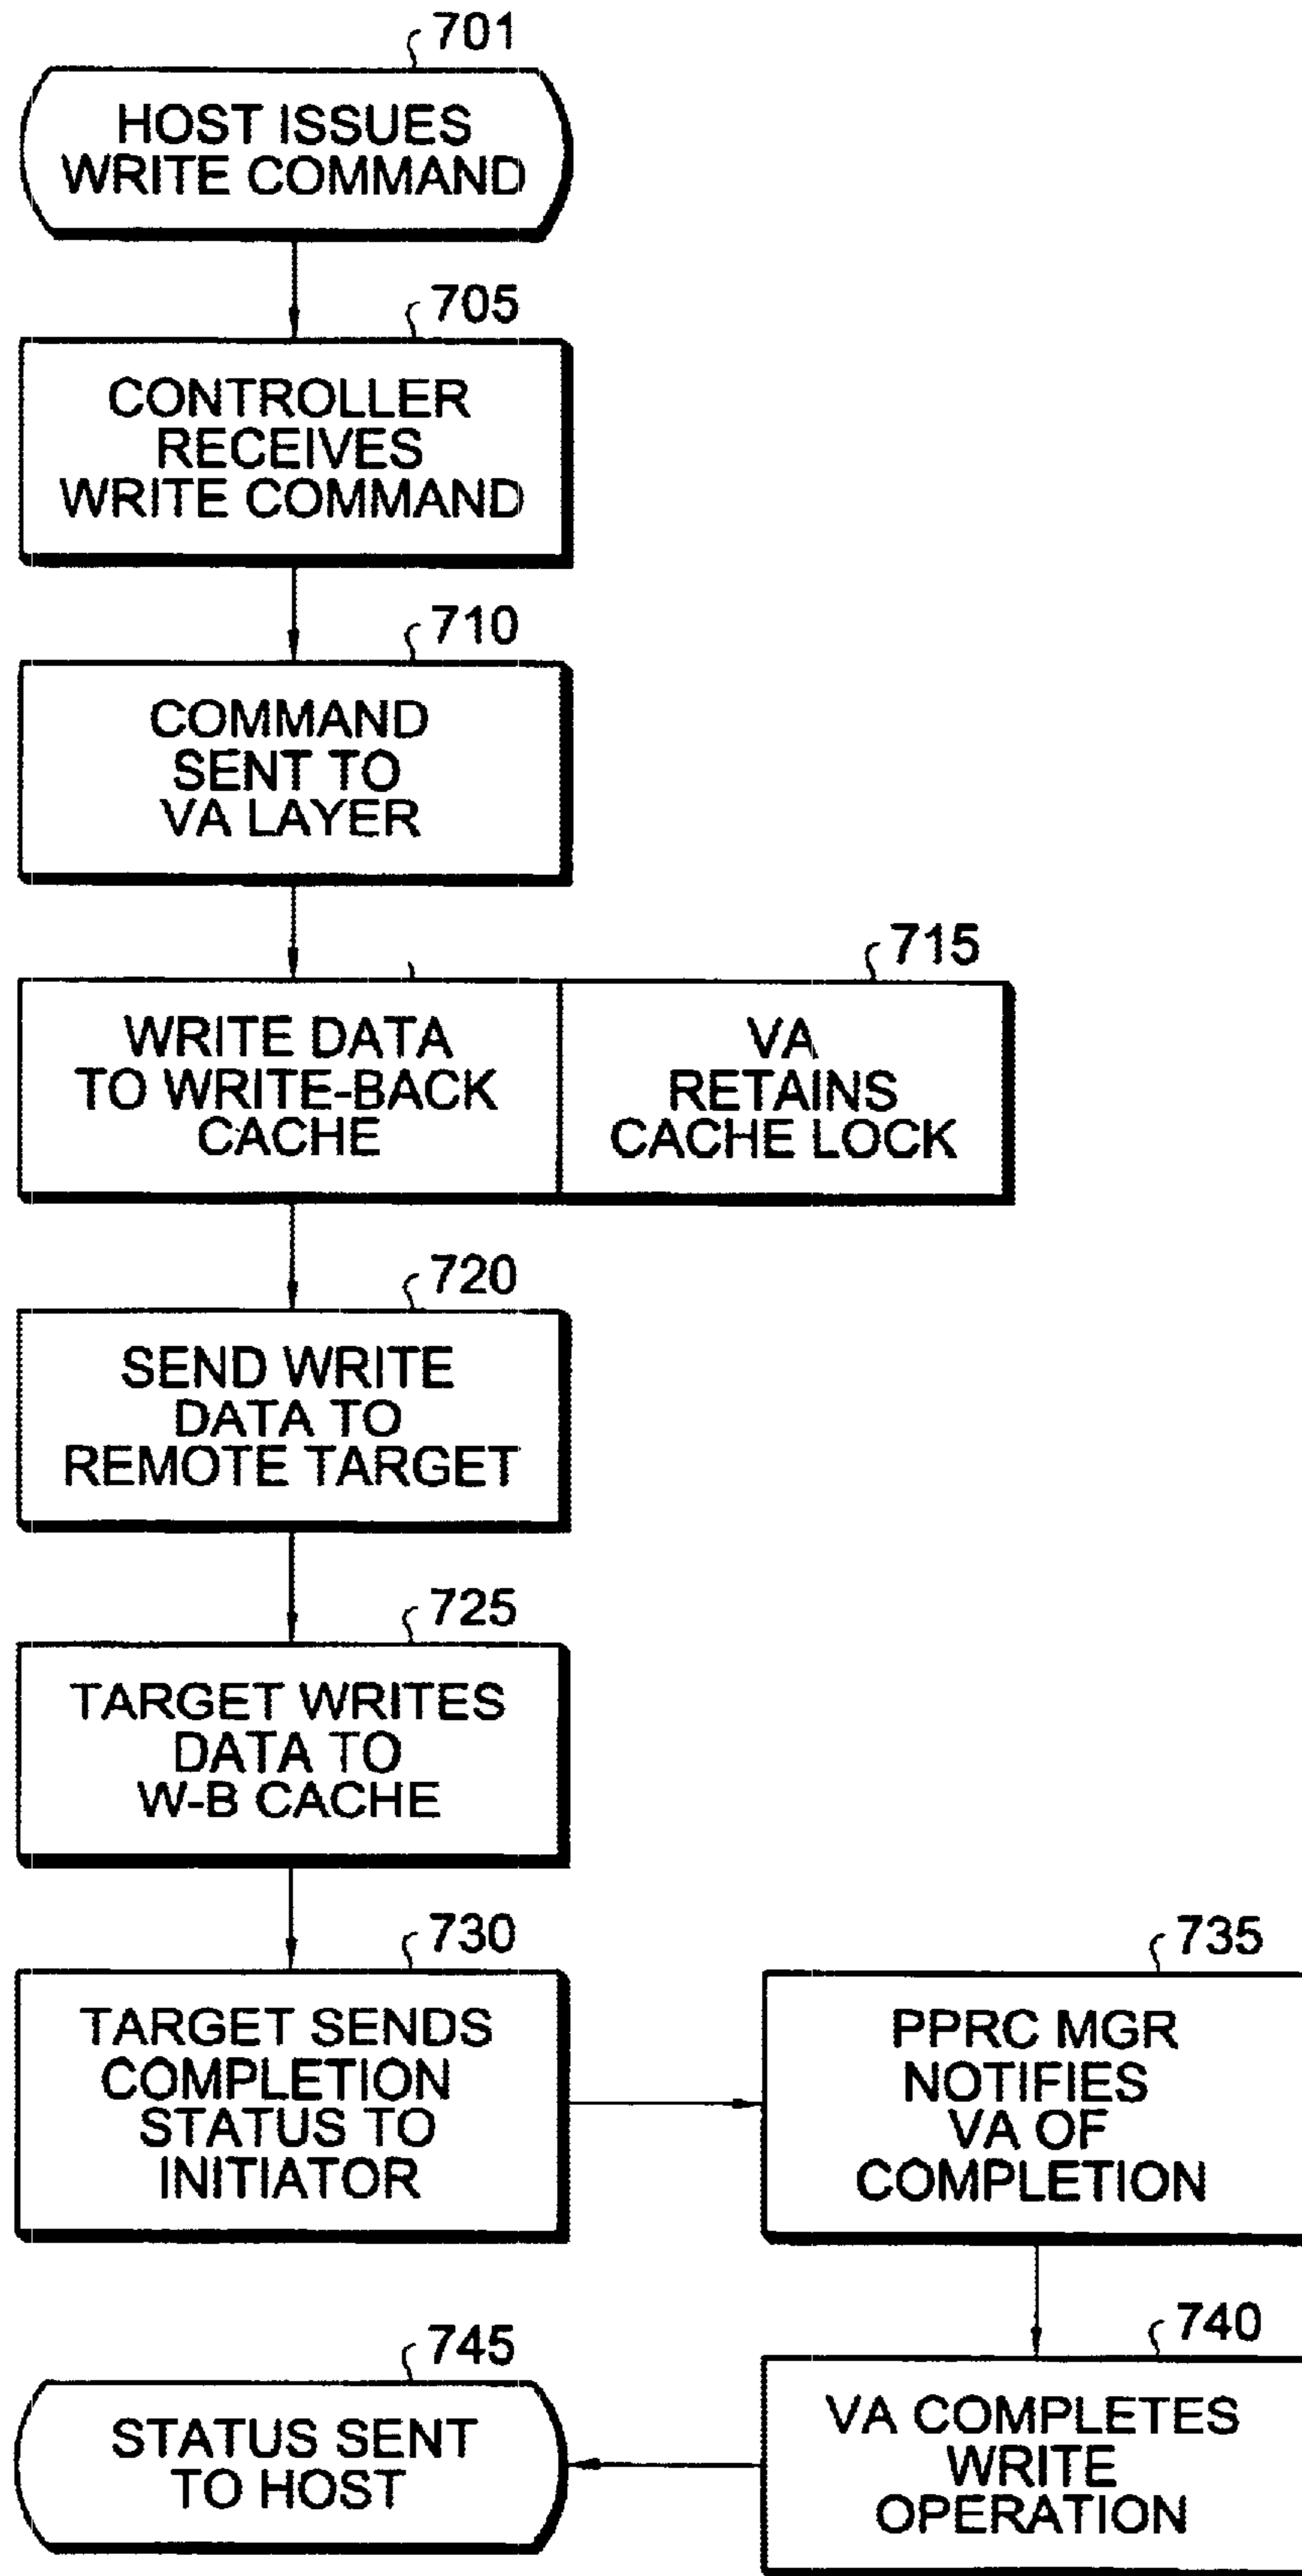 701
HOST ISSUES
WRITE COMMAND
705
CONTROLLER
RECEIVES
WRITE COMMAND
710
COMMAND
SENT TO
VA LAYER
WRITE DATA
TO WRITE-BACK
CACHE
715
VA
RETAINS
CACHE LOCK
720
SEND WRITE
DATA TO
REMOTE TARGET
725
TARGET WRITES
DATA TO
W-B CACHE
730
TARGET SENDS
COMPLETION
STATUS TO
INITIATOR
735
PPRC MGR
NOTIFIES
VA OF
COMPLETION
740
VA COMPLETES
WRITE
OPERATION
745
STATUS SENT
TO HOST